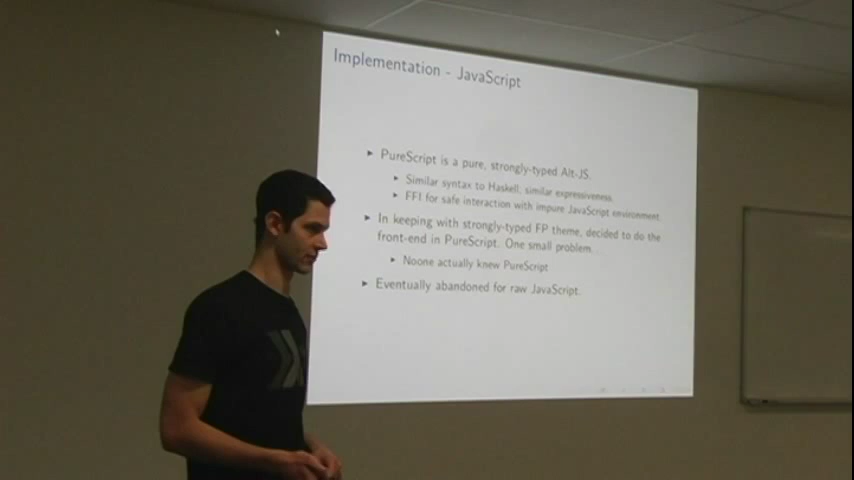 Implementation - JavaScript
PureScript is a pure, strongly-typed Alt-JS.
Similar syntax to Haskell; similar expressiveness.
FFI for safe interaction with impure JavaScript environment.
In keeping with strongly-typed FP theme, decided to do the
front-end in PureScript. One small problem...
Noone actually knew PureScript
Eventually abandoned for raw JavaScript.